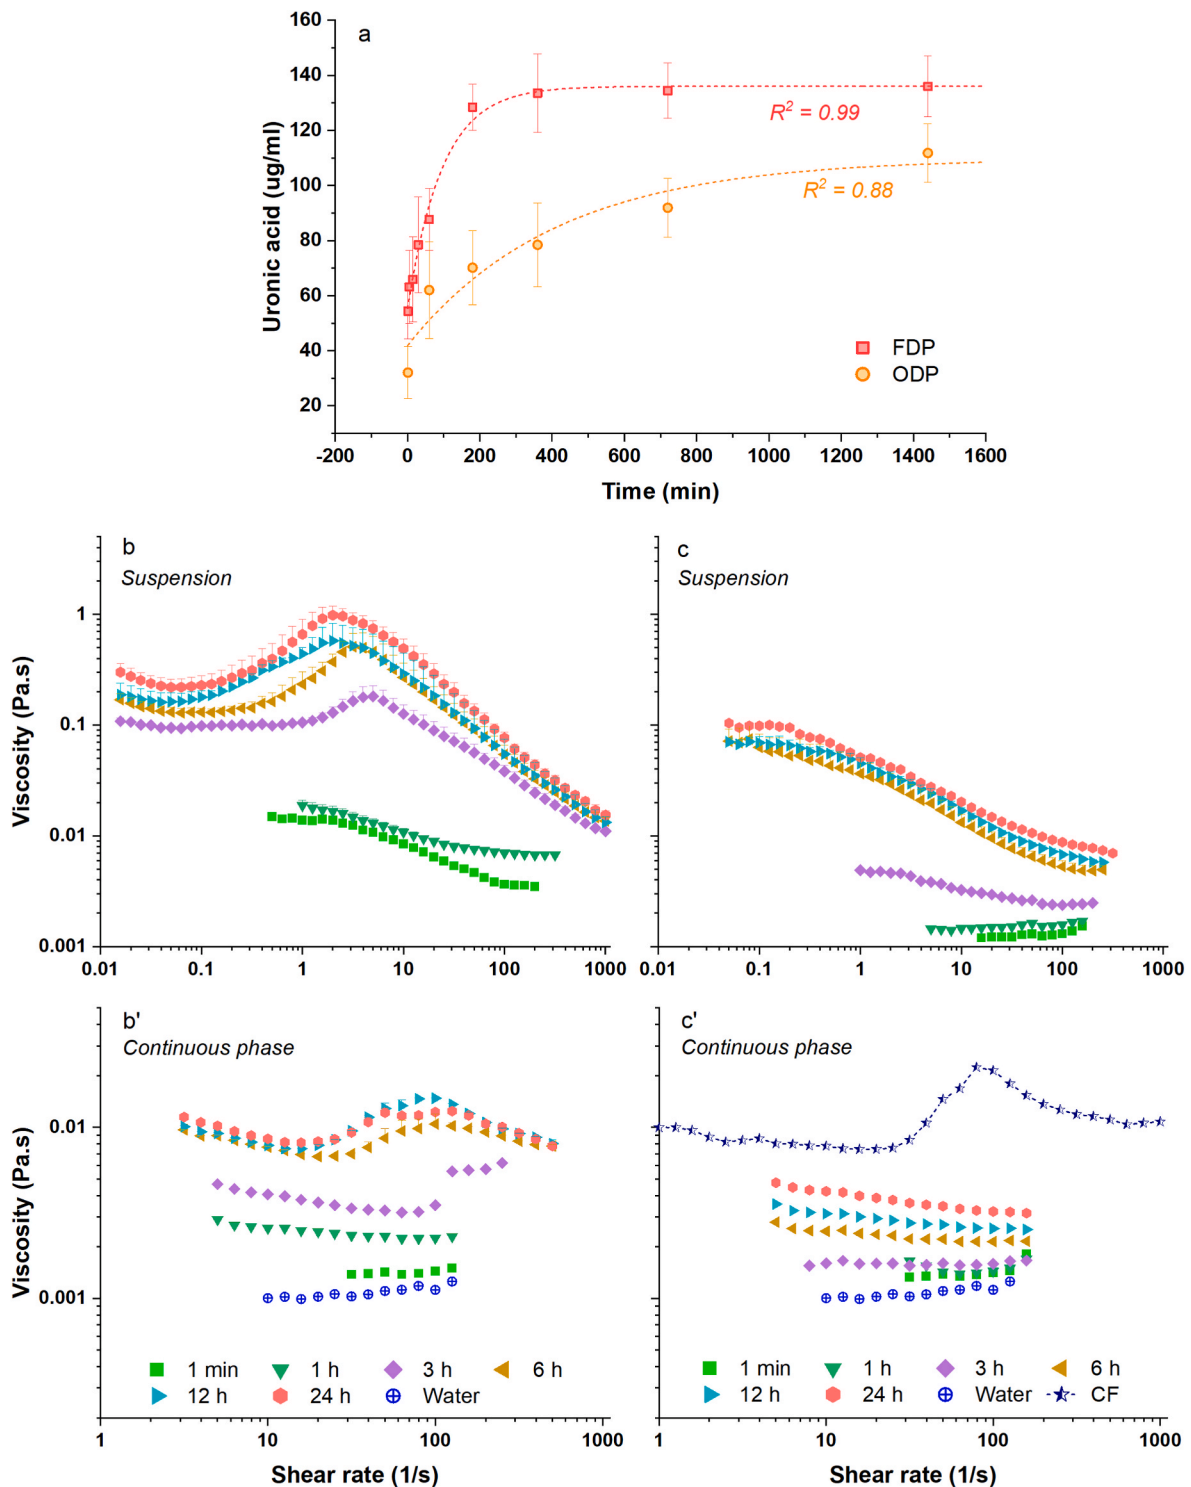 a
160
140
120
100
80
60
40
20
Uronic acid (ug/ml)
R² = 0.99
R² = 0.88
FDP
ODP
-200 0 200 400 600 800 1000 1200 1400 1600
Time (min)
b
Suspension
1
0.1
0.01
0.001
Viscosity (Pa.s)
0.01 0.1 1 10 100 1000
c
Suspension
0.01 0.1 1 10 100 1000
b'
Continuous phase
0.01
0.001
Viscosity (Pa.s)
1 min 1 h 3 h 6 h
12 h 24 h Water
1 10 100 1000
Shear rate (1/s)
c'
Continuous phase
1 min 1 h 3 h 6 h
12 h 24 h Water CF
1 10 100 1000
Shear rate (1/s)